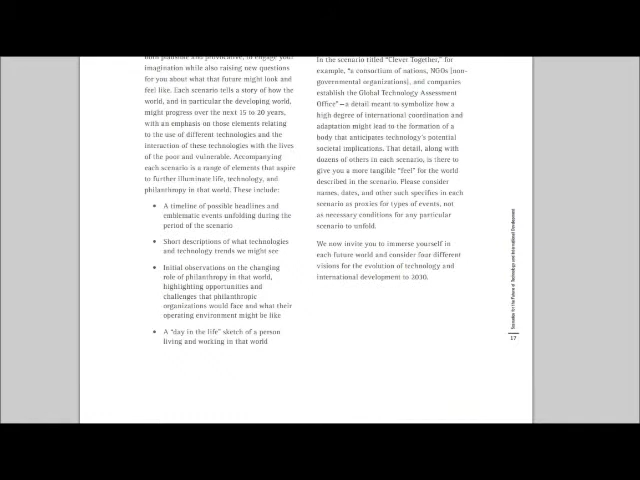 both plausible and provocative, to engage your
imagination while also raising new questions
for you about what that future might look and
feel like. Each scenario tells a story of how the
world, and in particular the developing world,
might progress over the next 15 to 20 years,
with an emphasis on those elements relating
to the use of different technologies and the
interaction of these technologies with the lives
of the poor and vulnerable. Accompanying
each scenario is a range of elements that aspire
to further illuminate life, technology, and
philanthropy in that world. These include:
• A timeline of possible headlines and
emblematic events unfolding during the
period of the scenario
• Short descriptions of what technologies
and technology trends we might see
• Initial observations on the changing
role of philanthropy in that world,
highlighting opportunities and
challenges that philanthropic
organizations would face and what their
operating environment might be like
• A “day in the life” sketch of a person
living and working in that world
In the scenario titled “Clever Together,” for
example, “a consortium of nations, NGOs [non-
governmental organizations], and companies
establish the Global Technology Assessment
Office”—a detail meant to symbolize how a
high degree of international coordination and
adaptation might lead to the formation of a
body that anticipates technology’s potential
societal implications. That detail, along with
dozens of others in each scenario, is there to
give you a more tangible “feel” for the world
described in the scenario. Please consider
names, dates, and other such specifics in each
scenario as proxies for types of events, not
as necessary conditions for any particular
scenario to unfold.
We now invite you to immerse yourself in
each future world and consider four different
visions for the evolution of technology and
international development to 2030.
Scenarios for the Future of Technology and International Development
17